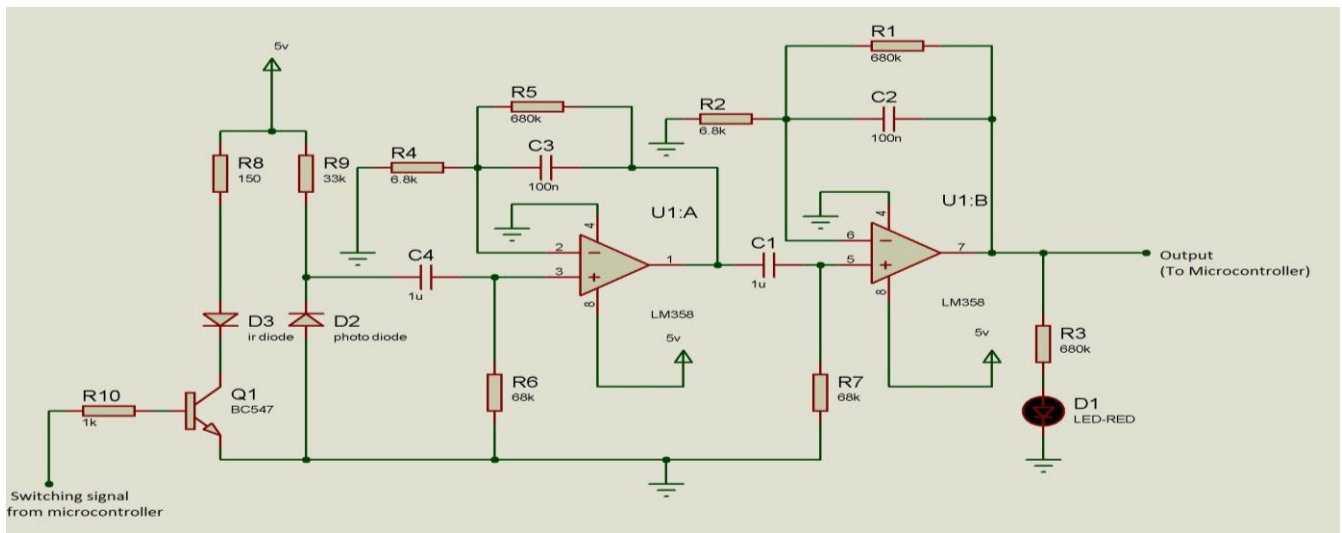 5v
R8
150
R9
33k
D3
ir diode
D2
photo diode
R10
1k
Q1
BC547
Switching signal
from microcontroller
R5
680k
R4
6.8k
C3
100n
C4
1u
R6
68k
4
2
3
1
8
U1:A
LM358
5v
C1
1u
R7
68k
R1
680k
R2
6.8k
C2
100n
4
6
5
7
8
U1:B
LM358
5v
Output
(To Microcontroller)
R3
680k
D1
LED-RED